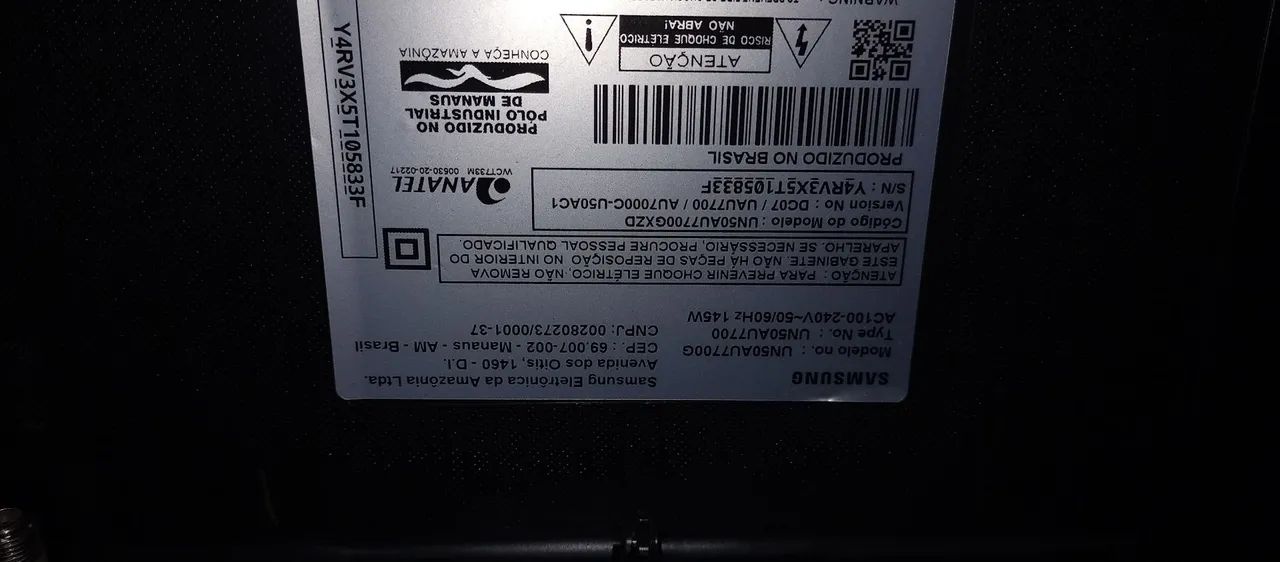 SAMSUNG
Modelo no. : UN50AU7700G
Type No. : UN50AU7700
AC100-240V~50/60Hz 145W
Samsung Eletrônica da Amazônia Ltda.
Avenida dos Oitis, 1460 - D.I.
CEP.: 69.007-002 - Manaus - AM - Brasil
CNPJ: 00280273/0001-37
ATENÇÃO : PARA PREVENIR CHOQUE ELÉTRICO, NÃO REMOVA
ESTE GABINETE. NÃO HÁ PEÇAS DE REPOSIÇÃO NO INTERIOR DO
APARELHO. SE NECESSÁRIO, PROCURE PESSOAL QUALIFICADO.
Código do Modelo : UN50AU7700GXZD
Version No : DC07 / UAU7700 / AU7000C-U50AC1
S/N : Y4RV3X5T105833F
ANATEL
WCT733M 00630-20-02217
PRODUZIDO NO BRASIL
PRODUZIDO NO
PÓLO INDUSTRIAL
DE MANAUS
CONHEÇA A AMAZÔNIA
ATENÇÃO
RISCO DE CHOQUE ELÉTRICO
NÃO ABRA!
WARNING :
Y4RV3X5T105833F